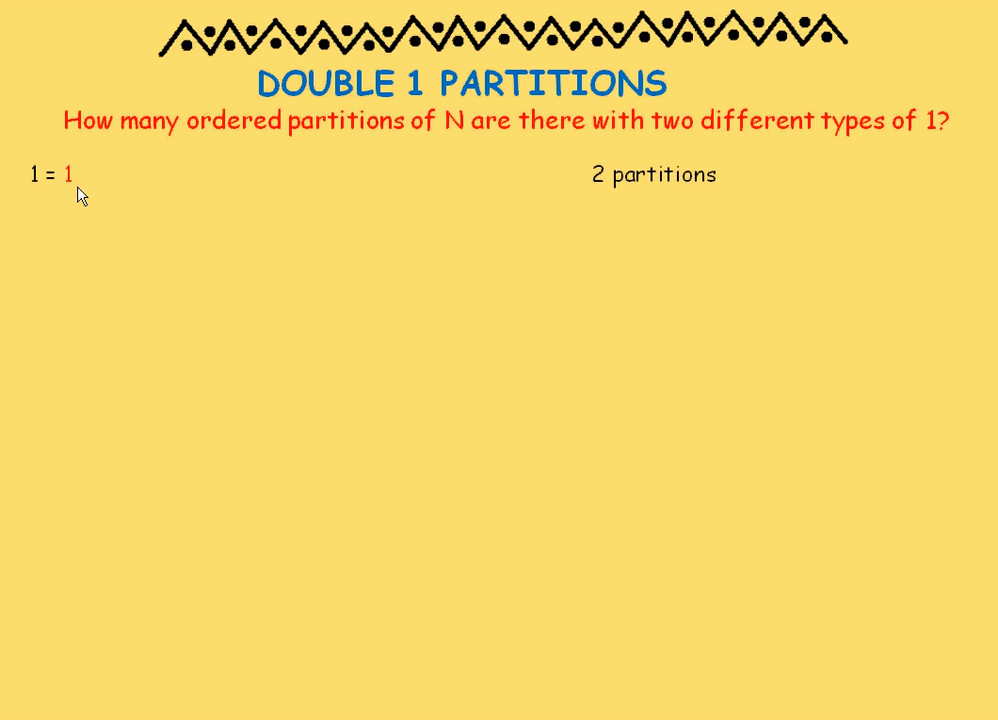 DOUBLE 1 PARTITIONS
How many ordered partitions of N are there with two different types of 1?
1 = 1 2 partitions